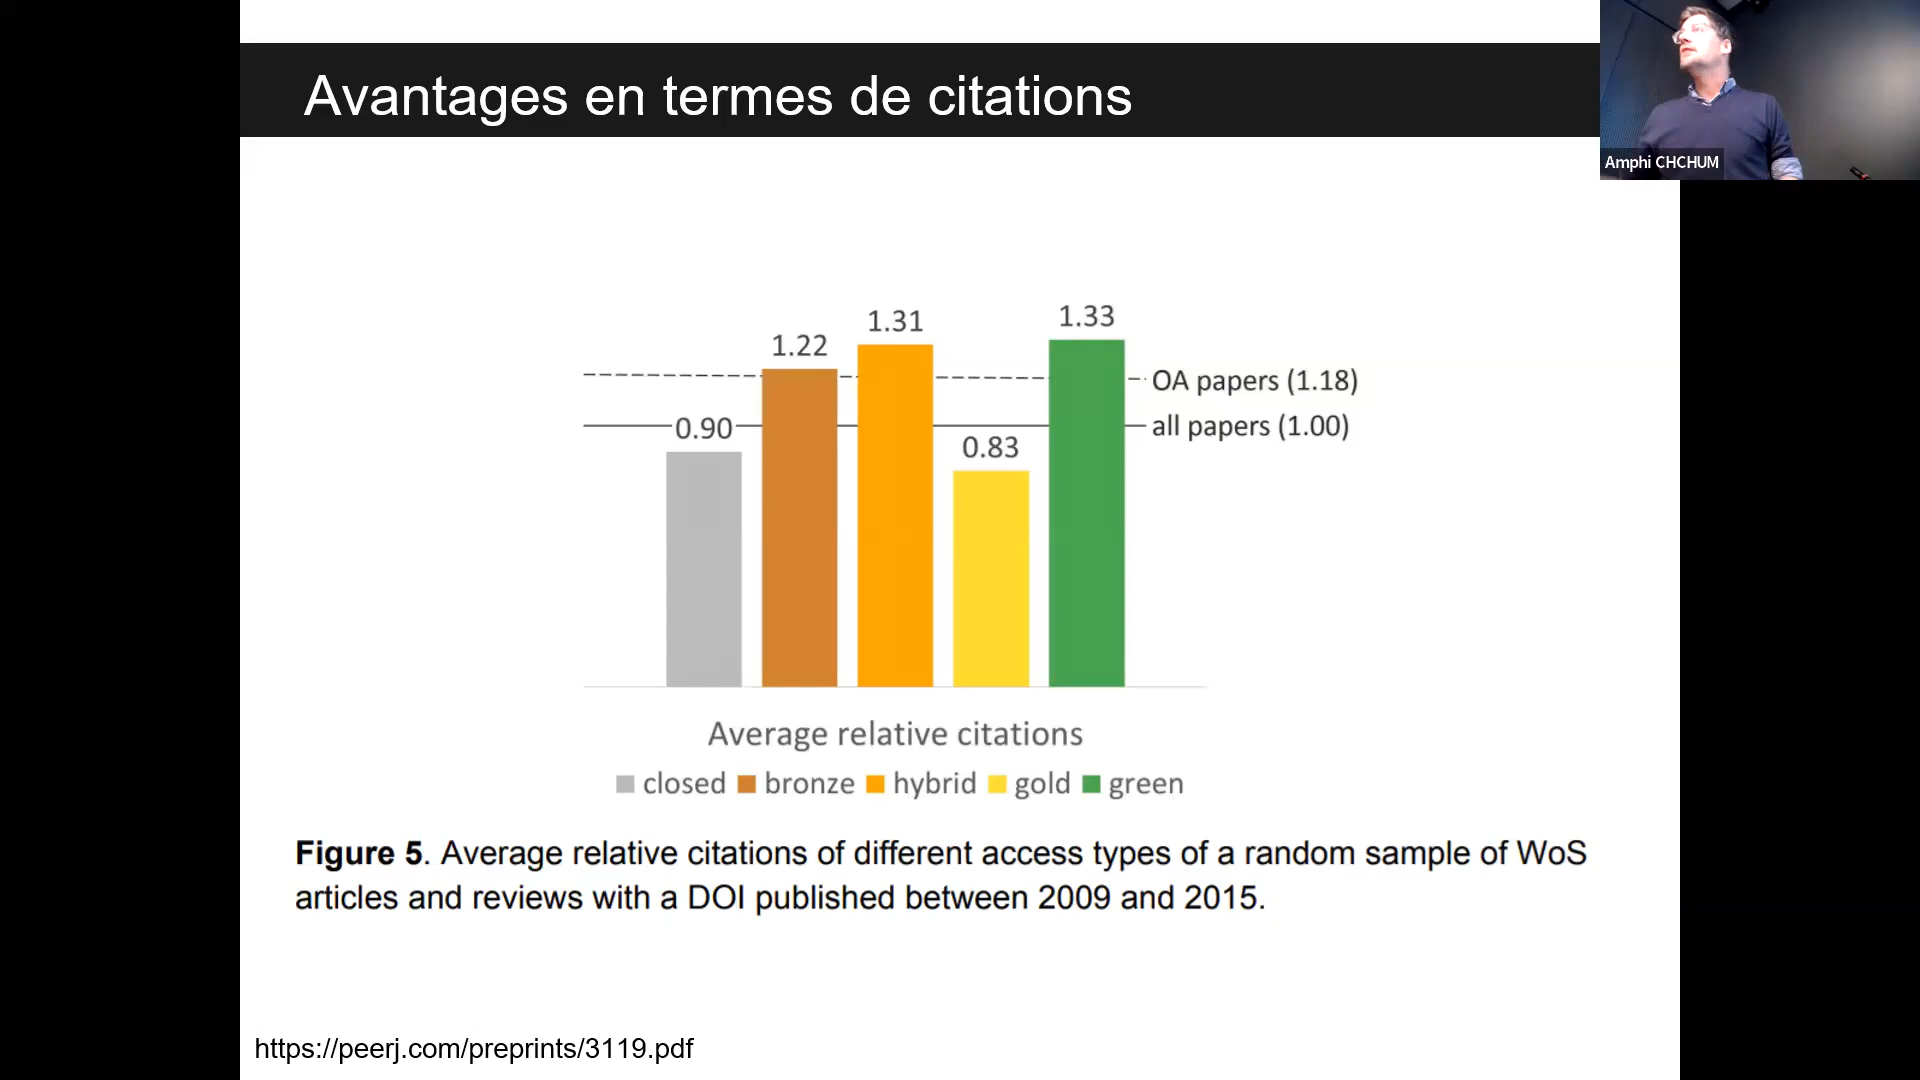 Avantages en termes de citations
Amphi CHCHUM
1.22
1.31
1.33
OA papers (1.18)
0.90
all papers (1.00)
0.83
Average relative citations
closed bronze hybrid gold green
Figure 5. Average relative citations of different access types of a random sample of WoS
articles and reviews with a DOI published between 2009 and 2015.
https://peerj.com/preprints/3119.pdf